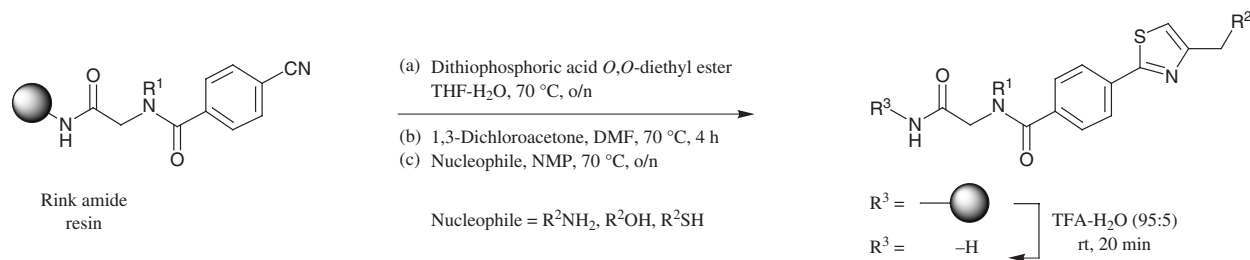 O
N
H
R¹
N
O
CN
Rink amide
resin
(a) Dithiophosphoric acid O,O-diethyl ester
THF-H₂O, 70 °C, o/n
(b) 1,3-Dichloroacetone, DMF, 70 °C, 4 h
(c) Nucleophile, NMP, 70 °C, o/n
Nucleophile = R²NH₂, R²OH, R²SH
R³
N
H
O
R¹
N
O
S
N
R²
R³ =
R³ = –H
TFA-H₂O (95:5)
rt, 20 min